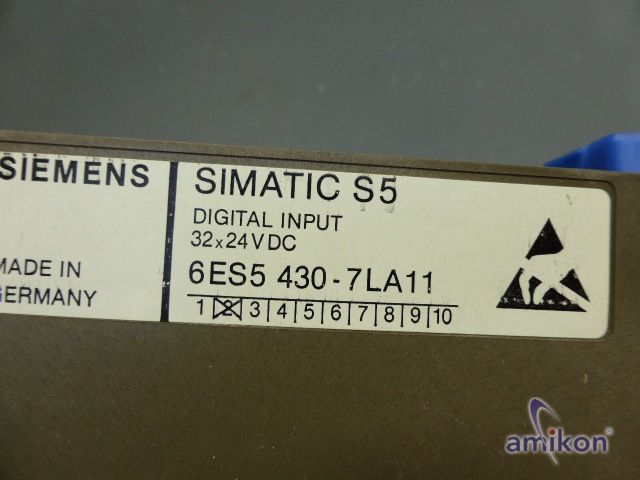 SIEMENS
MADE IN
GERMANY
SIMATIC S5
DIGITAL INPUT
32x24VDC
6ES5 430-7LA11
1 2 3 4 5 6 7 8 9 10
amikon